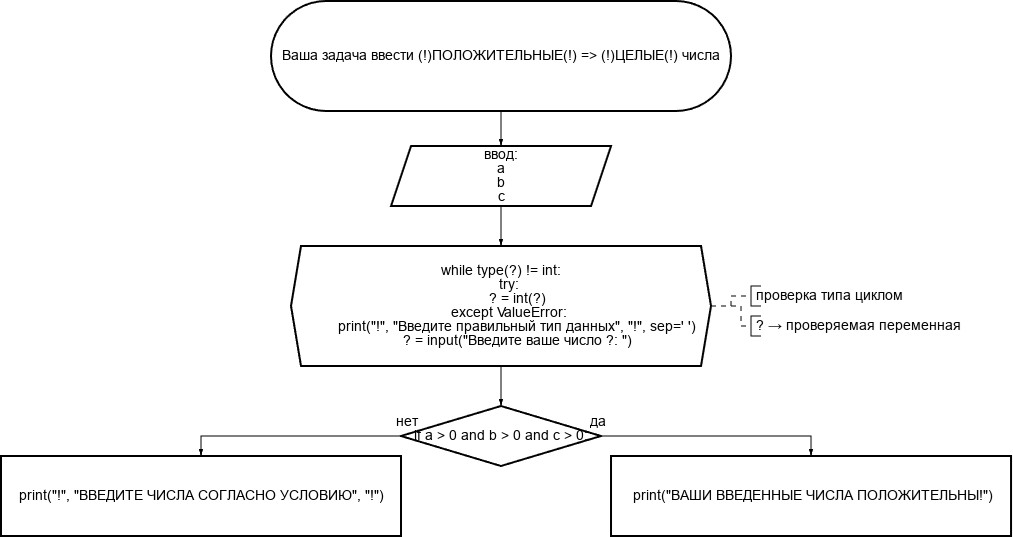 Ваша задача ввести (!)ПОЛОЖИТЕЛЬНЫЕ(!) => (!)ЦЕЛЫЕ(!) числа
ввод:
a
b
c
while type(?) != int:
try:
? = int(?)
except ValueError:
print("!", "Введите правильный тип данных", "!", sep=' ')
? = input("Введите ваше число ?: ")
проверка типа циклом
? → проверяемая переменная
нет
да
if a > 0 and b > 0 and c > 0
print("!", "ВВЕДИТЕ ЧИСЛА СОГЛАСНО УСЛОВИЮ", "!")
print("ВАШИ ВВЕДЕННЫЕ ЧИСЛА ПОЛОЖИТЕЛЬНЫ!")